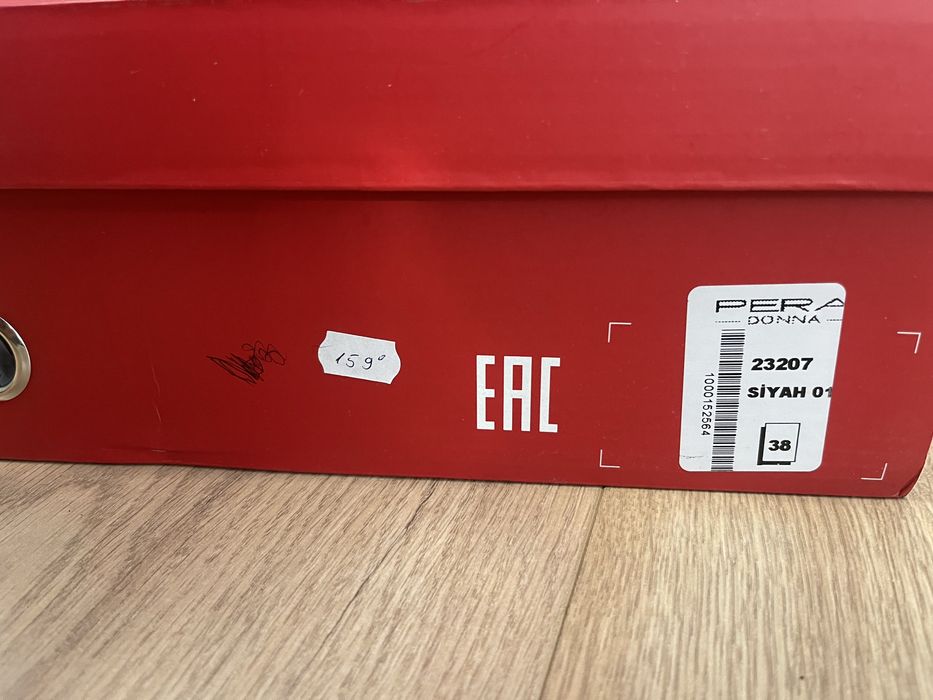 159°
EAC
PERA
DONNA
23207
SİYAH 01
1000152564
38